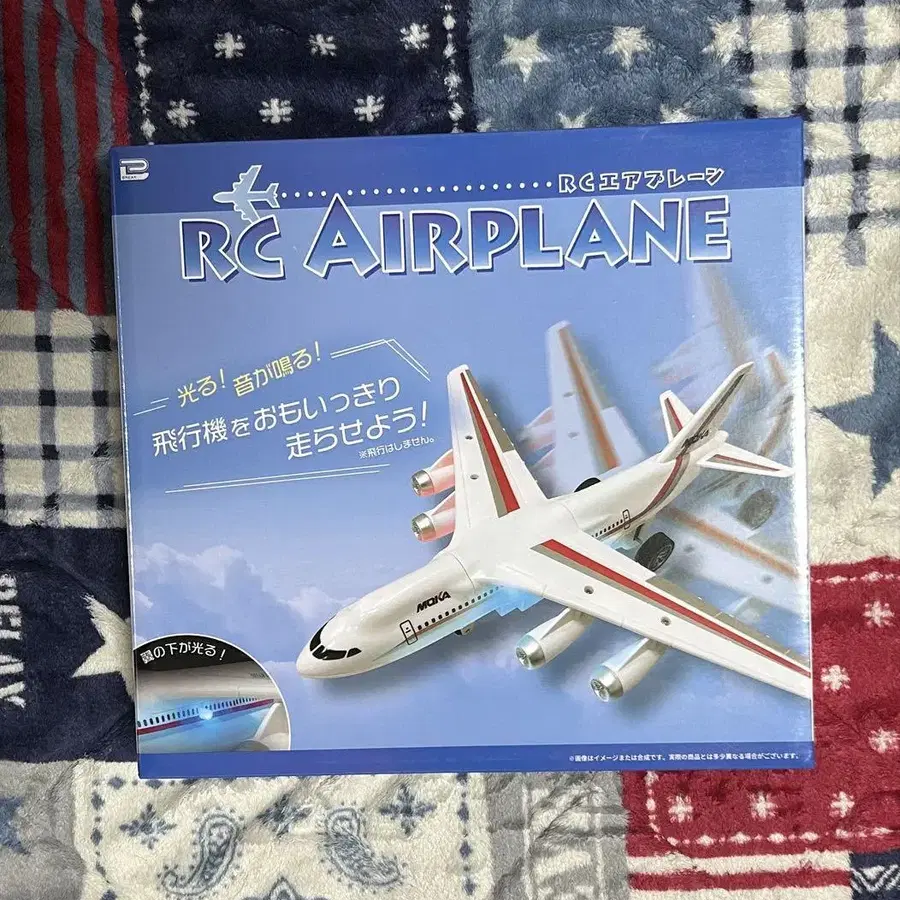 BREAK
RCエアプレーン
RC AIRPLANE
光る! 音が鳴る!
飛行機をおもいっきり
走らせよう!
※飛行はしません。
MOKA
MOKA
翼の下が光る!
※画像はイメージまたは合成です。実際の商品とは多少異なる場合がございます。
RELAY